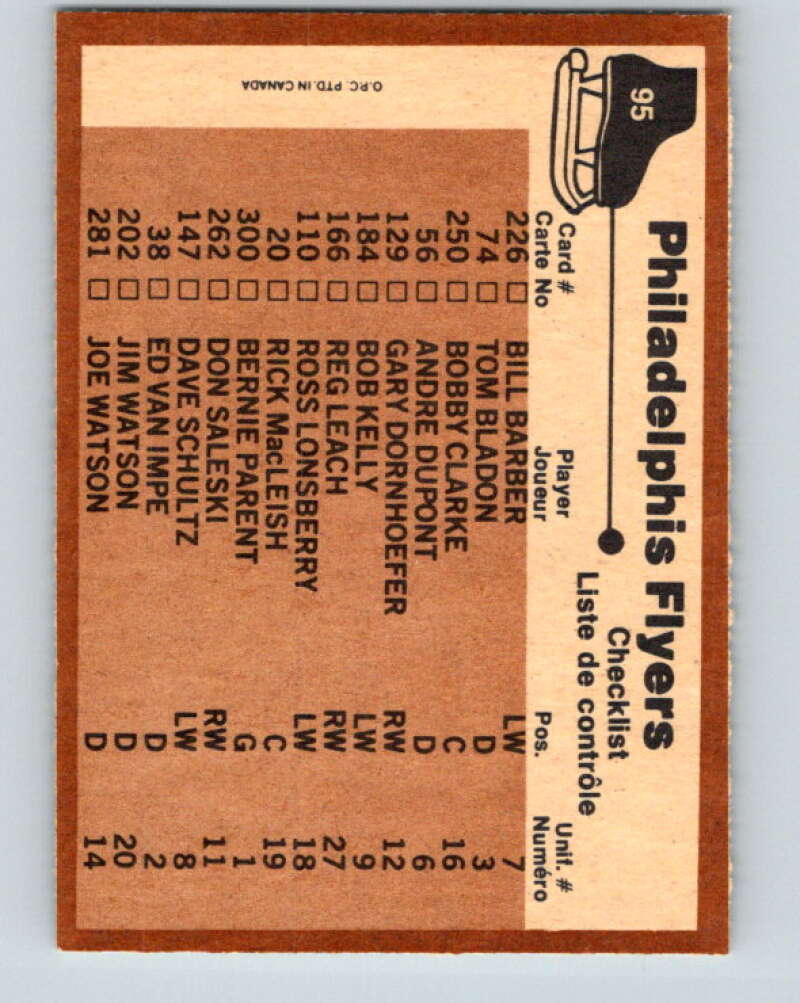 95
Philadelphis Flyers
Checklist
Liste de contrôle
Card # Player Pos. Unif. #
Carte No Joueur Numéro
226 □ BILL BARBER LW 7
74 □ TOM BLADON D 3
250 □ BOBBY CLARKE C 16
56 □ ANDRE DUPONT D 6
129 □ GARY DORNHOEFER RW 12
184 □ BOB KELLY LW 9
166 □ REG LEACH RW 27
110 □ ROSS LONSBERRY LW 18
20 □ RICK MacLEISH C 19
300 □ BERNIE PARENT G 1
262 □ DON SALESKI RW 11
147 □ DAVE SCHULTZ LW 8
38 □ ED VAN IMPE D 2
202 □ JIM WATSON D 20
281 □ JOE WATSON D 14
O.P.C. PTD. IN CANADA